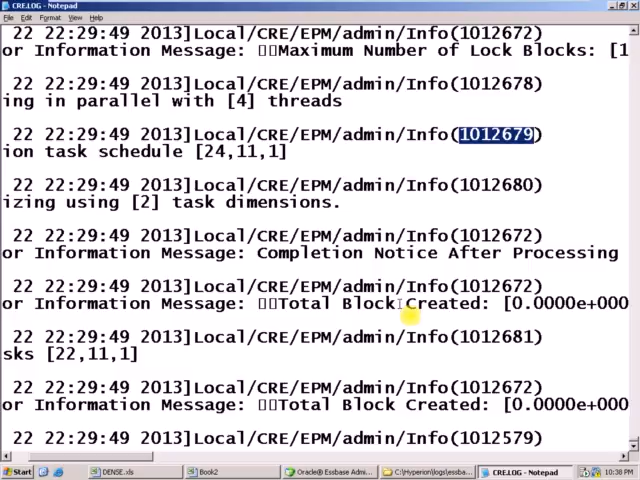 CRE.LOG - Notepad
File Edit Format View Help
22 22:29:49 2013]Local/CRE/EPM/admin/Info(1012672)
or Information Message: □□Maximum Number of Lock Blocks: [1
22 22:29:49 2013]Local/CRE/EPM/admin/Info(1012678)
ing in parallel with [4] threads
22 22:29:49 2013]Local/CRE/EPM/admin/Info(1012679)
ion task schedule [24,11,1]
22 22:29:49 2013]Local/CRE/EPM/admin/Info(1012680)
izing using [2] task dimensions.
22 22:29:49 2013]Local/CRE/EPM/admin/Info(1012672)
or Information Message: Completion Notice After Processing
22 22:29:49 2013]Local/CRE/EPM/admin/Info(1012672)
or Information Message: □□Total Block Created: [0.0000e+000
22 22:29:49 2013]Local/CRE/EPM/admin/Info(1012681)
sks [22,11,1]
22 22:29:49 2013]Local/CRE/EPM/admin/Info(1012672)
or Information Message: □□Total Block Created: [0.0000e+000
22 22:29:49 2013]Local/CRE/EPM/admin/Info(1012579)
Start DENSE.xls Book2 Oracle® Essbase Admi... C:\Hyperion\logs\essba... CRE.LOG - Notepad 10:38 PM